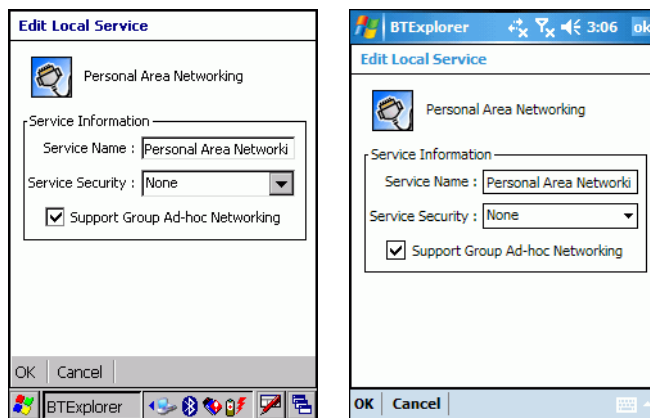 Edit Local Service
Personal Area Networking
Service Information
Service Name : Personal Area Networki
Service Security : None
Support Group Ad-hoc Networking
OK Cancel
BTExplorer
BTExplorer 3:06 ok
Edit Local Service
Personal Area Networking
Service Information
Service Name : Personal Area Networki
Service Security : None
Support Group Ad-hoc Networking
OK Cancel